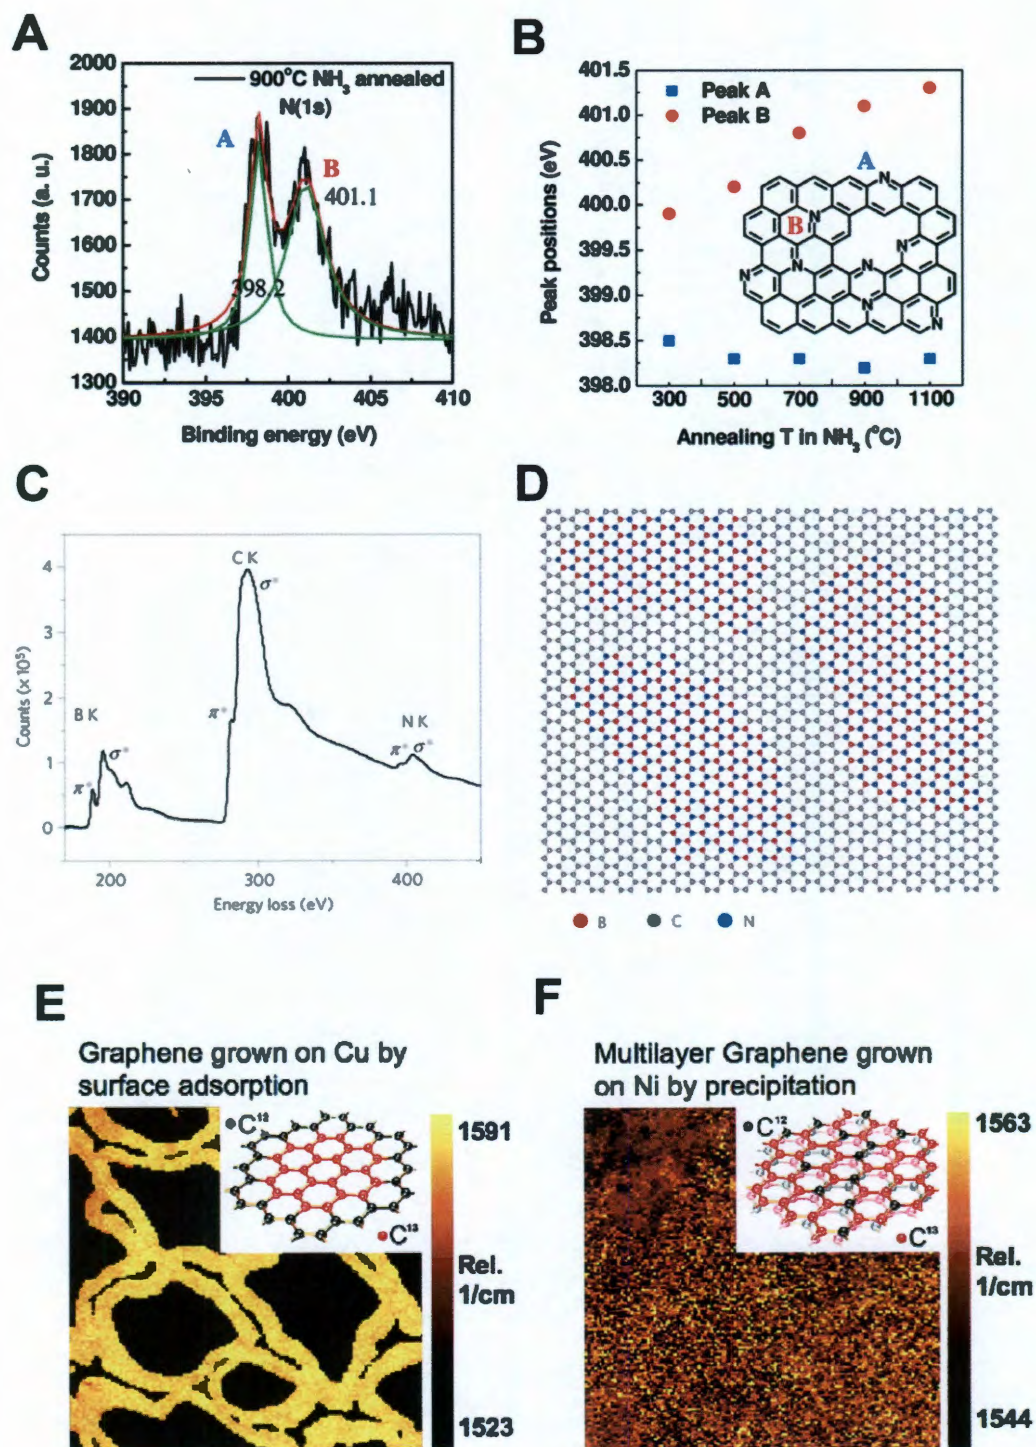 A
2000
1900
1800
1700
1600
1500
1400
1300
Counts (a. u.)
900°C NH₃ annealed
N(1s)
A
B
401.1
398.2
390 395 400 405 410
Binding energy (eV)
B
401.5
401.0
400.5
400.0
399.5
399.0
398.5
398.0
Peak positions (eV)
Peak A
Peak B
A
B
N
N
N
N
N
N
N
N
300 500 700 900 1100
Annealing T in NH₃ (°C)
C
4
3
2
1
0
Counts (× 10⁵)
B K
π*
σ*
C K
π*
σ*
N K
π*
σ*
200 300 400
Energy loss (eV)
D
B C N
E
Graphene grown on Cu by
surface adsorption
C¹²
C¹³
1591
Rel.
1/cm
1523
F
Multilayer Graphene grown
on Ni by precipitation
C¹²
C¹³
1563
Rel.
1/cm
1544